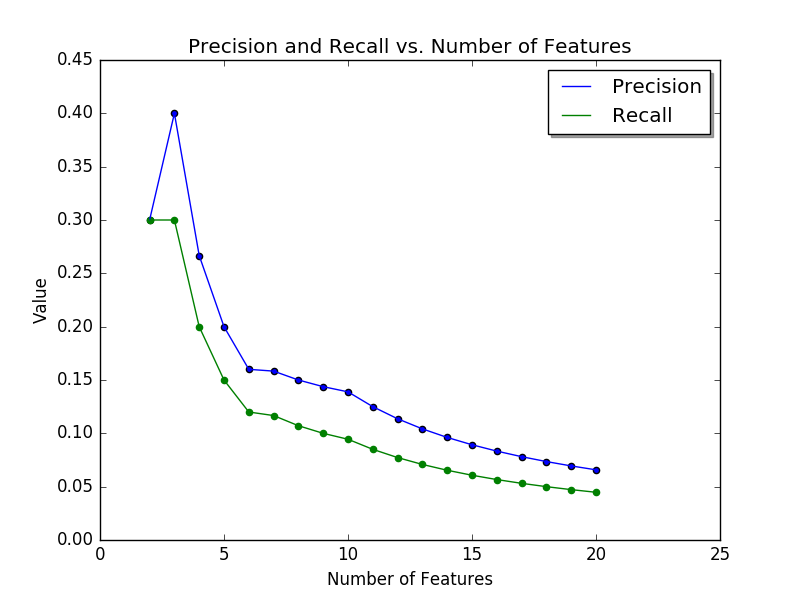 Precision and Recall vs. Number of Features
Precision
Recall
0.45
0.40
0.35
0.30
0.25
0.20
0.15
0.10
0.05
0.00
Value
0 5 10 15 20 25
Number of Features